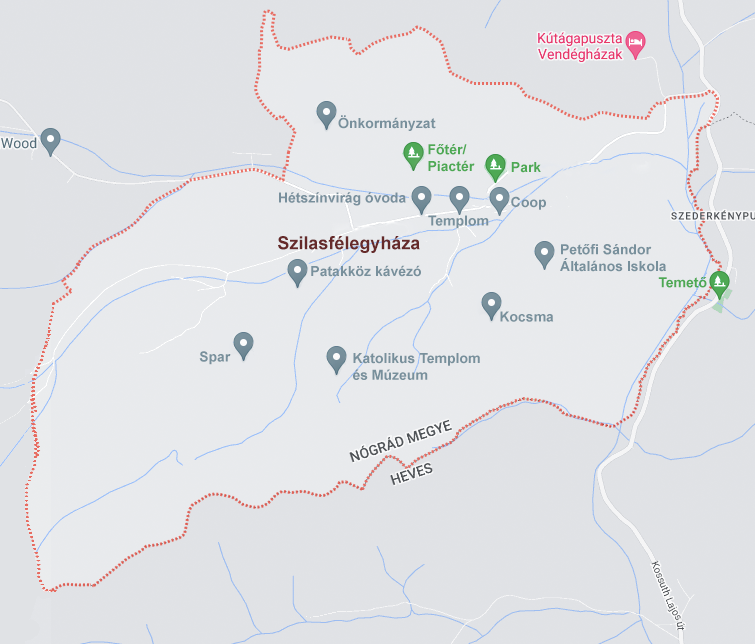 Kútágapuszta
Vendégházak
Önkormányzat
Wood
Főtér/
Piactér
Park
Hétszínvirág óvoda
Templom
Coop
SZEDERKÉNYPU
Szilasfélegyháza
Petőfi Sándor
Általános Iskola
Patakköz kávézó
Temető
Kocsma
Spar
Katolikus Templom
és Múzeum
NÓGRÁD MEGYE
HEVES
Kossuth Lajos út